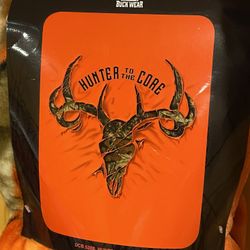 BUCK WEAR
HUNTER TO THE CORE